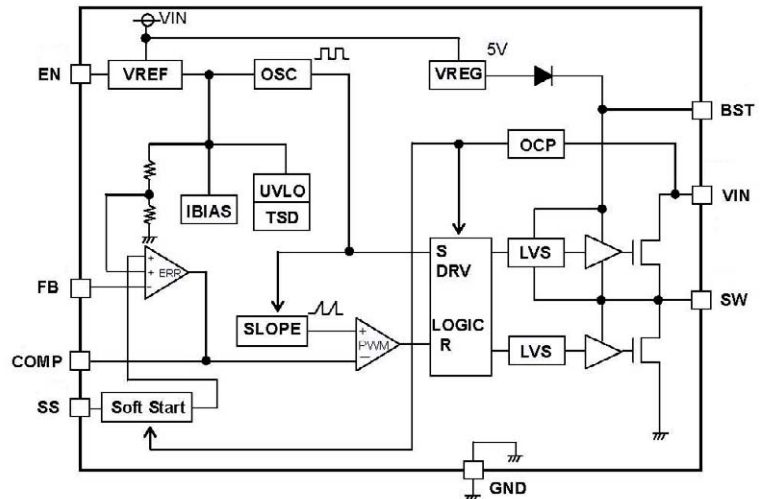 VIN
EN
VREF
OSC
5V
VREG
BST
OCP
VIN
IBIAS
UVLO
TSD
S
DRV
LVS
+
+
ERR
−
FB
SW
SLOPE
+
PWM
−
LOGIC
R
LVS
COMP
SS
Soft Start
GND